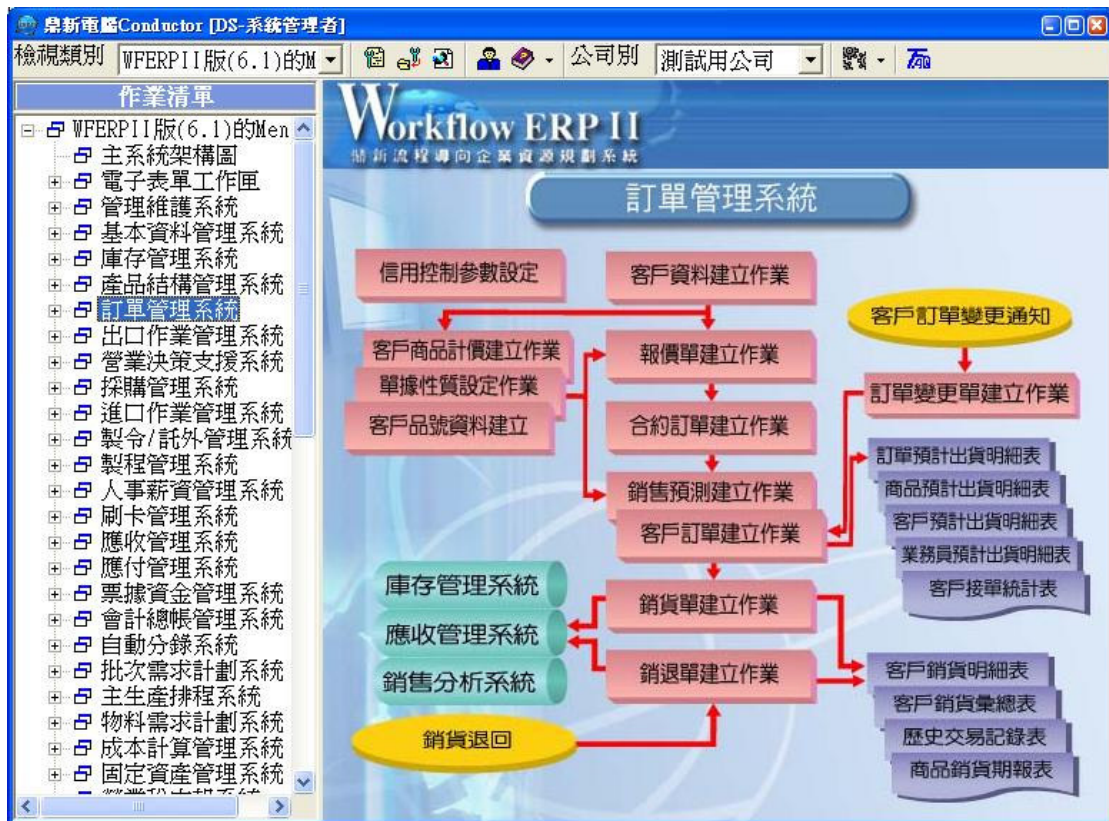 鼎新電腦Conductor [DS-系統管理者]
檢視類別 WFERPII版(6.1)的M 公司別 測試用公司
作業清單
WFERPII版(6.1)的Men
主系統架構圖
電子表單工作匣
管理維護系統
基本資料管理系統
庫存管理系統
產品結構管理系統
訂單管理系統
出口作業管理系統
營業決策支援系統
採購管理系統
進口作業管理系統
製令/託外管理系統
製程管理系統
人事薪資管理系統
刷卡管理系統
應收管理系統
應付管理系統
票據資金管理系統
會計總帳管理系統
自動分錄系統
批次需求計劃系統
主生產排程系統
物料需求計劃系統
成本計算管理系統
固定資產管理系統
Workflow ERP II
鼎新流程導向企業資源規劃系統
訂單管理系統
信用控制參數設定
客戶資料建立作業
客戶訂單變更通知
客戶商品計價建立作業
單據性質設定作業
客戶品號資料建立
報價單建立作業
合約訂單建立作業
銷售預測建立作業
客戶訂單建立作業
訂單變更單建立作業
訂單預計出貨明細表
商品預計出貨明細表
客戶預計出貨明細表
業務員預計出貨明細表
客戶接單統計表
庫存管理系統
應收管理系統
銷售分析系統
銷貨單建立作業
銷退單建立作業
銷貨退回
客戶銷貨明細表
客戶銷貨彙總表
歷史交易記錄表
商品銷貨期報表